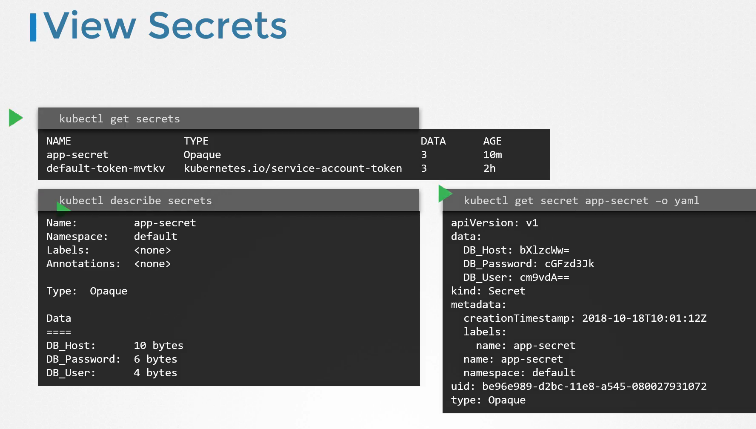 View Secrets
kubectl get secrets
NAME TYPE DATA AGE
app-secret Opaque 3 10m
default-token-mvtkv kubernetes.io/service-account-token 3 2h
kubectl describe secrets
Name: app-secret
Namespace: default
Labels: <none>
Annotations: <none>
Type: Opaque
Data
====
DB_Host: 10 bytes
DB_Password: 6 bytes
DB_User: 4 bytes
kubectl get secret app-secret –o yaml
apiVersion: v1
data:
DB_Host: bXlzcWw=
DB_Password: cGFzd3Jk
DB_User: cm9vdA==
kind: Secret
metadata:
creationTimestamp: 2018-10-18T10:01:12Z
labels:
name: app-secret
name: app-secret
namespace: default
uid: be96e989-d2bc-11e8-a545-080027931072
type: Opaque